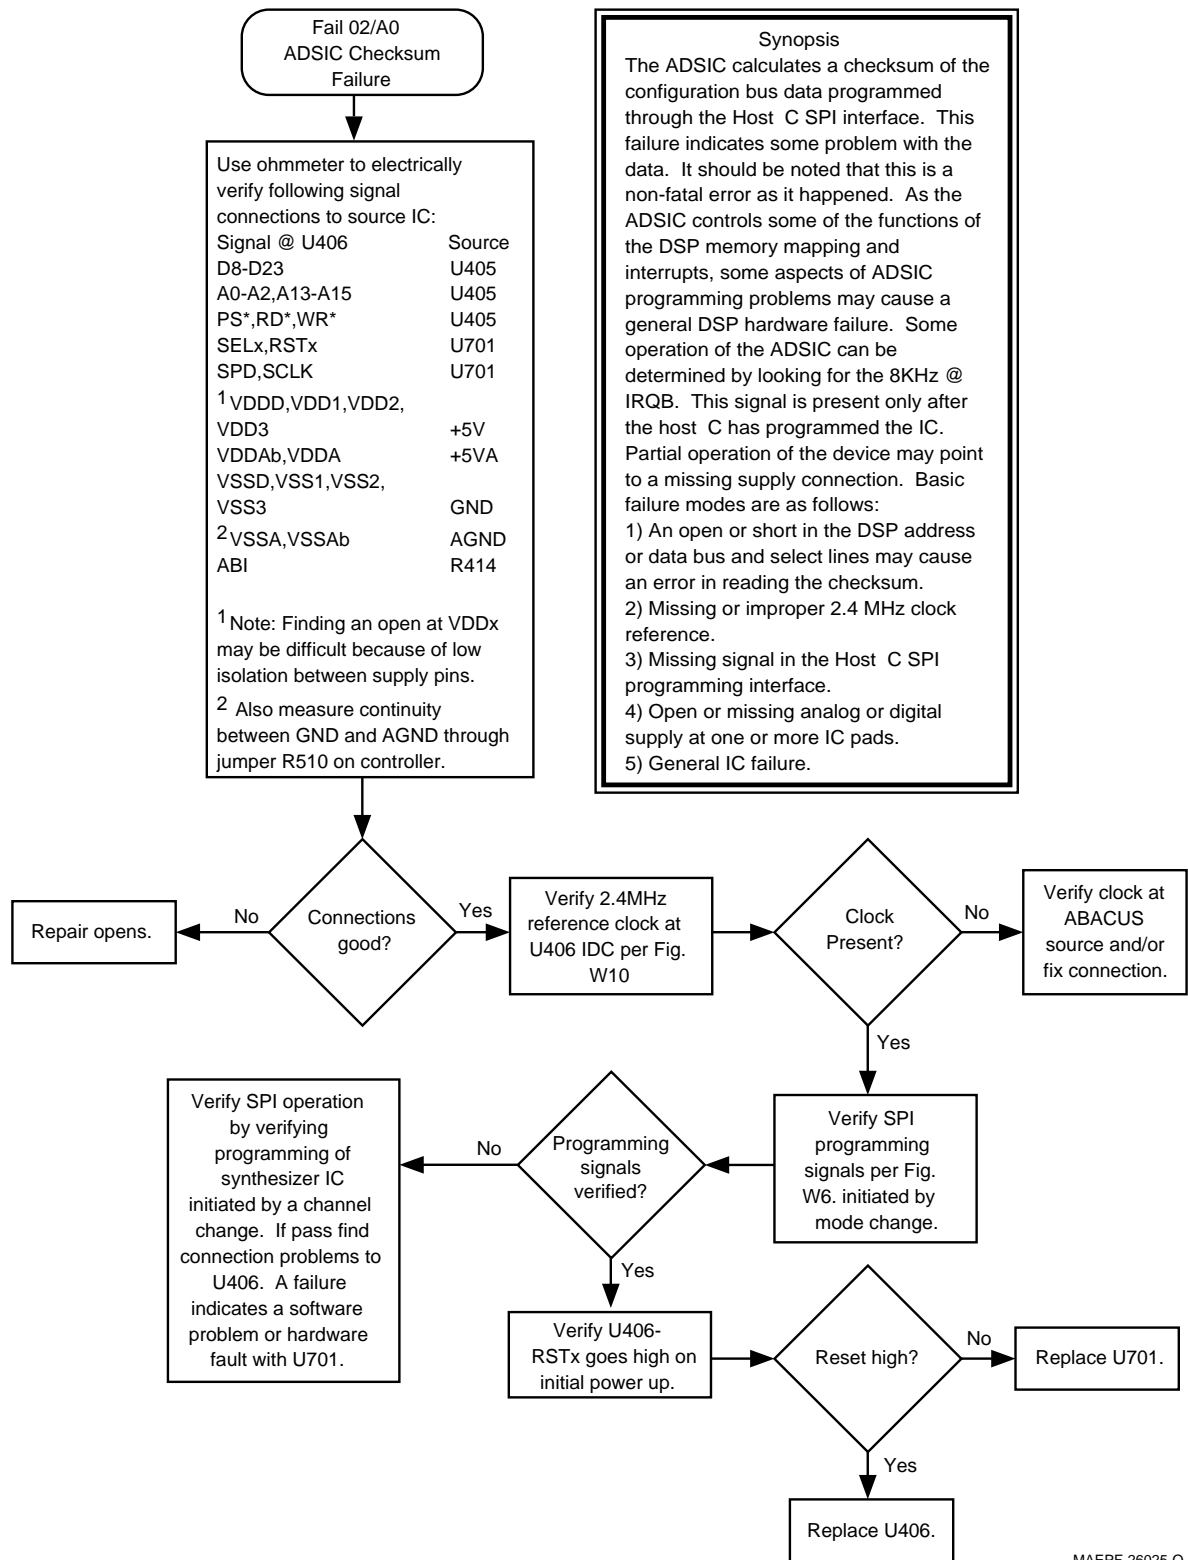 Fail 02/A0
ADSIC Checksum
Failure
Use ohmmeter to electrically
verify following signal
connections to source IC:
Signal @ U406 Source
D8-D23 U405
A0-A2,A13-A15 U405
PS*,RD*,WR* U405
SELx,RSTx U701
SPD,SCLK U701
1 VDDD,VDD1,VDD2,
VDD3 +5V
VDDAb,VDDA +5VA
VSSD,VSS1,VSS2,
VSS3 GND
2 VSSA,VSSAb AGND
ABI R414
1 Note: Finding an open at VDDx
may be difficult because of low
isolation between supply pins.
2 Also measure continuity
between GND and AGND through
jumper R510 on controller.
Synopsis
The ADSIC calculates a checksum of the
configuration bus data programmed
through the Host C SPI interface. This
failure indicates some problem with the
data. It should be noted that this is a
non-fatal error as it happened. As the
ADSIC controls some of the functions of
the DSP memory mapping and
interrupts, some aspects of ADSIC
programming problems may cause a
general DSP hardware failure. Some
operation of the ADSIC can be
determined by looking for the 8KHz @
IRQB. This signal is present only after
the host C has programmed the IC.
Partial operation of the device may point
to a missing supply connection. Basic
failure modes are as follows:
1) An open or short in the DSP address
or data bus and select lines may cause
an error in reading the checksum.
2) Missing or improper 2.4 MHz clock
reference.
3) Missing signal in the Host C SPI
programming interface.
4) Open or missing analog or digital
supply at one or more IC pads.
5) General IC failure.
Connections
good?
No
Repair opens.
Yes
Verify 2.4MHz
reference clock at
U406 IDC per Fig.
W10
Clock
Present?
No
Verify clock at
ABACUS
source and/or
fix connection.
Yes
Verify SPI
programming
signals per Fig.
W6. initiated by
mode change.
Programming
signals
verified?
No
Verify SPI operation
by verifying
programming of
synthesizer IC
initiated by a channel
change. If pass find
connection problems to
U406. A failure
indicates a software
problem or hardware
fault with U701.
Yes
Verify U406-
RSTx goes high on
initial power up.
Reset high?
No
Replace U701.
Yes
Replace U406.